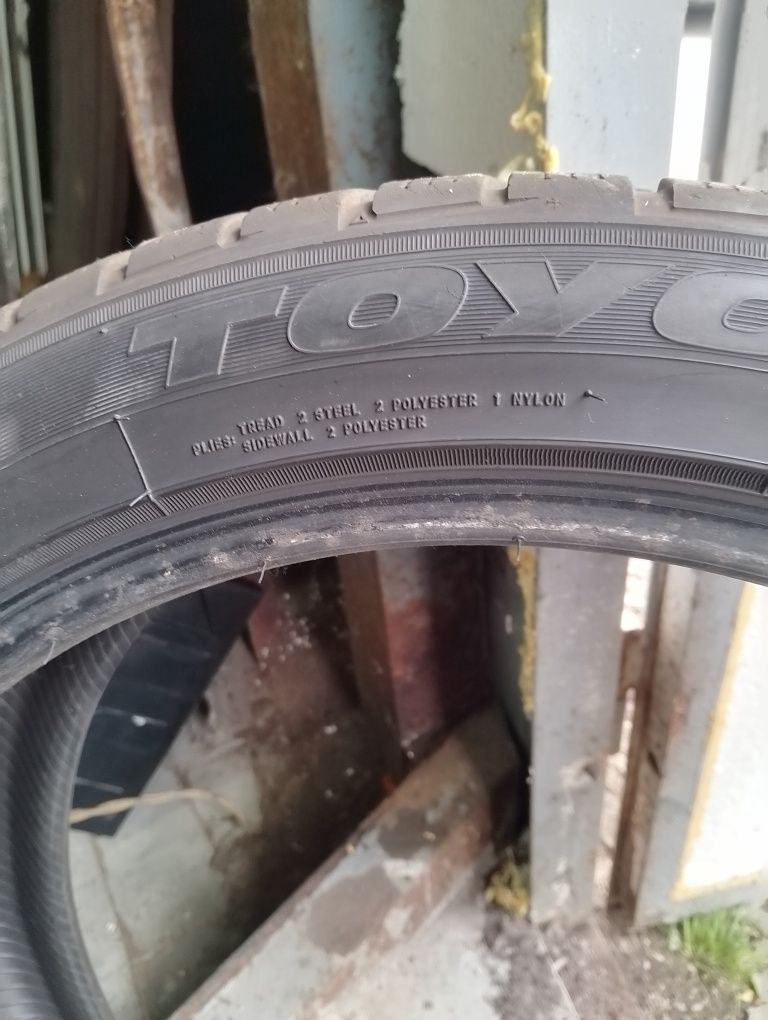 TOYO
PLIES: TREAD 2 STEEL 2 POLYESTER 1 NYLON
SIDEWALL 2 POLYESTER